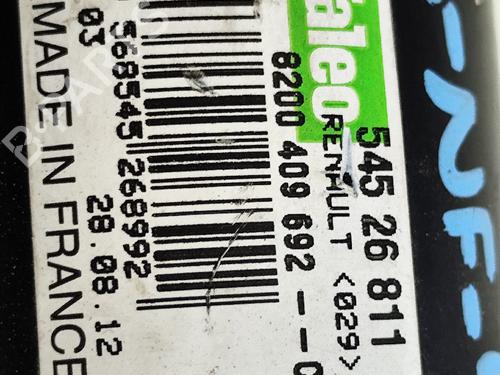 valeo
545 26 811
RENAULT <029>
8200 409 692 --
568545 268992
03
28.08.12
MADE IN FRANCE